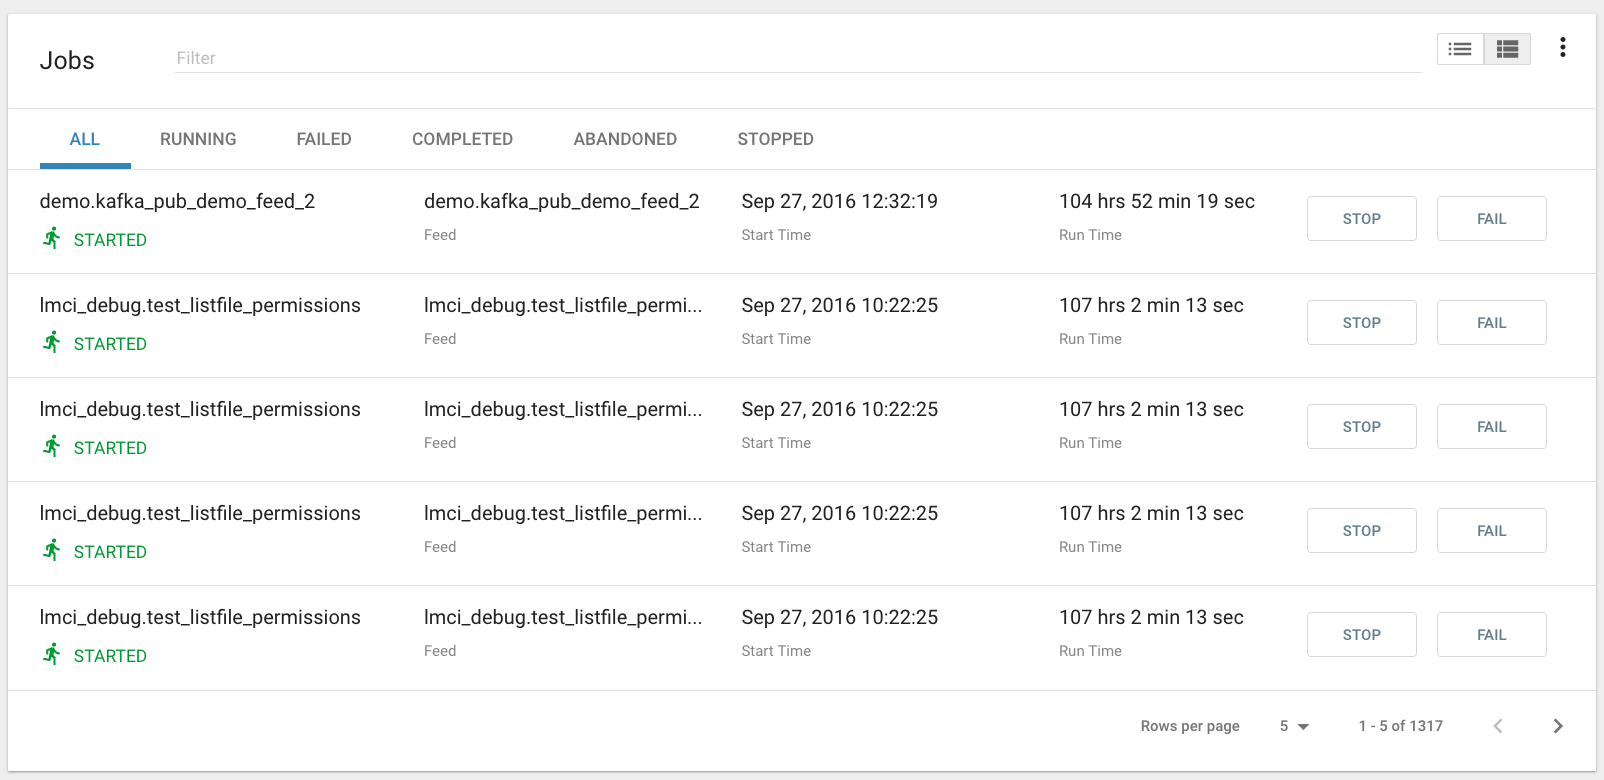 Jobs Filter
ALL RUNNING FAILED COMPLETED ABANDONED STOPPED
demo.kafka_pub_demo_feed_2 demo.kafka_pub_demo_feed_2 Sep 27, 2016 12:32:19 104 hrs 52 min 19 sec STOP FAIL
STARTED Feed Start Time Run Time
lmci_debug.test_listfile_permissions lmci_debug.test_listfile_permi... Sep 27, 2016 10:22:25 107 hrs 2 min 13 sec STOP FAIL
STARTED Feed Start Time Run Time
lmci_debug.test_listfile_permissions lmci_debug.test_listfile_permi... Sep 27, 2016 10:22:25 107 hrs 2 min 13 sec STOP FAIL
STARTED Feed Start Time Run Time
lmci_debug.test_listfile_permissions lmci_debug.test_listfile_permi... Sep 27, 2016 10:22:25 107 hrs 2 min 13 sec STOP FAIL
STARTED Feed Start Time Run Time
lmci_debug.test_listfile_permissions lmci_debug.test_listfile_permi... Sep 27, 2016 10:22:25 107 hrs 2 min 13 sec STOP FAIL
STARTED Feed Start Time Run Time
Rows per page 5 1 - 5 of 1317